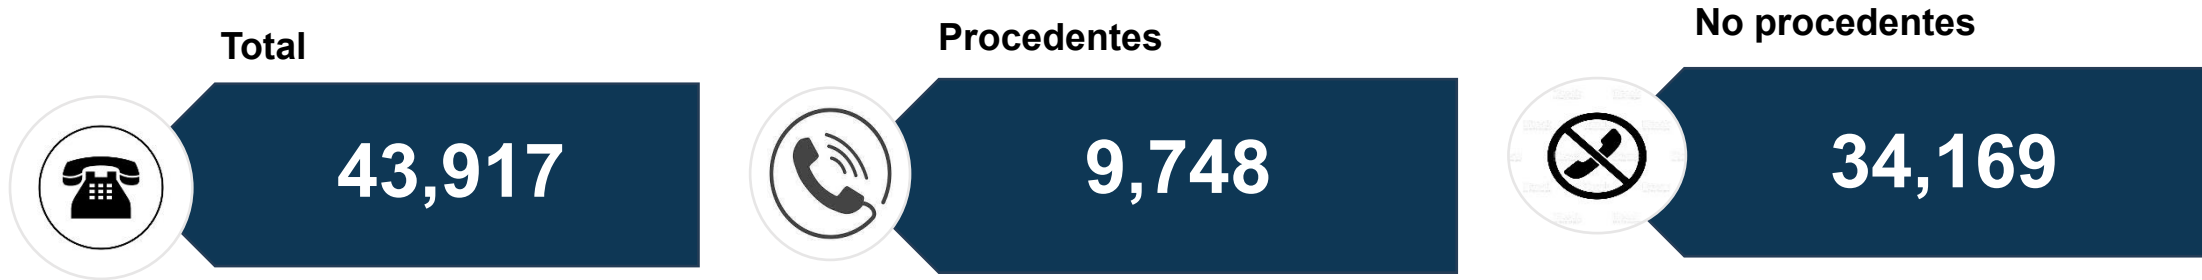 Total
43,917
Procedentes
9,748
No procedentes
34,169